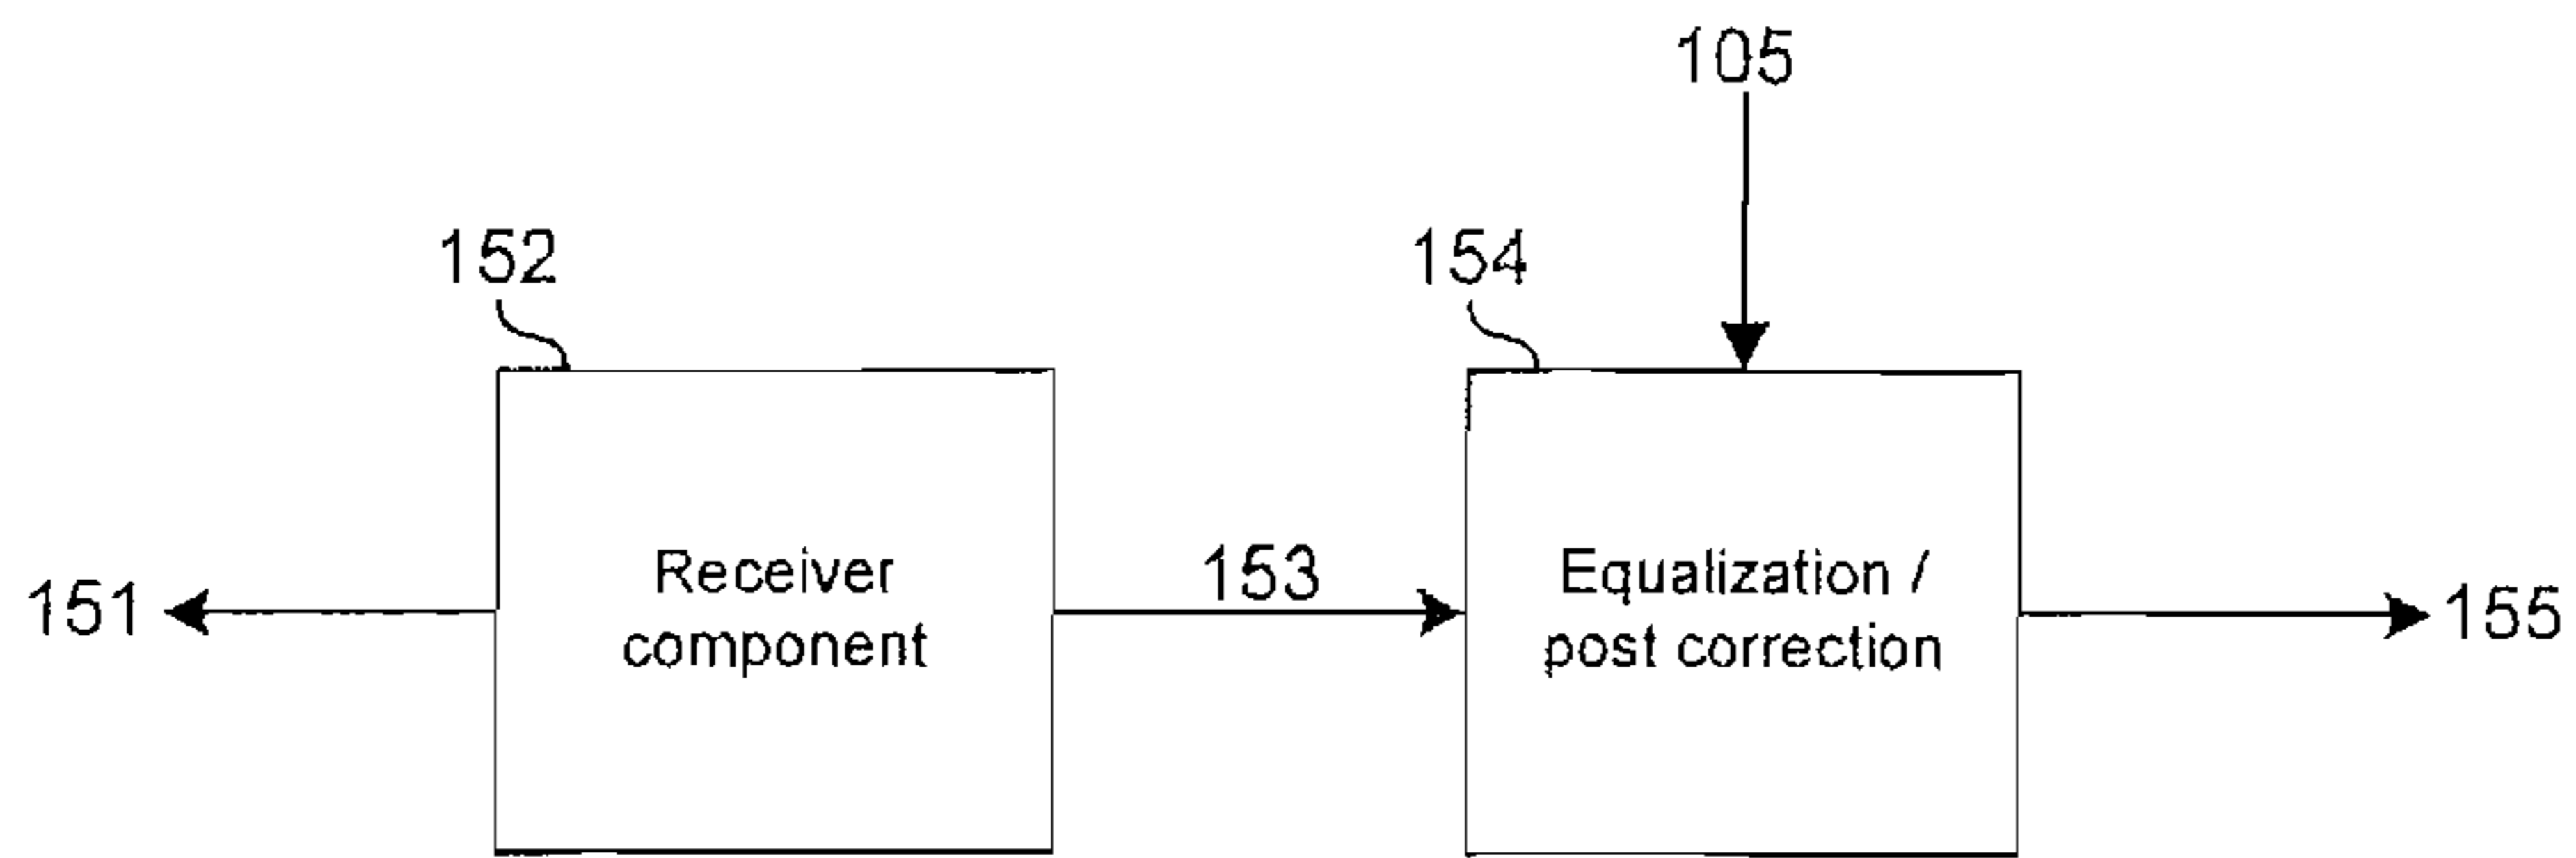 105
152
154
151
Receiver
component
153
Equalization /
post correction
155